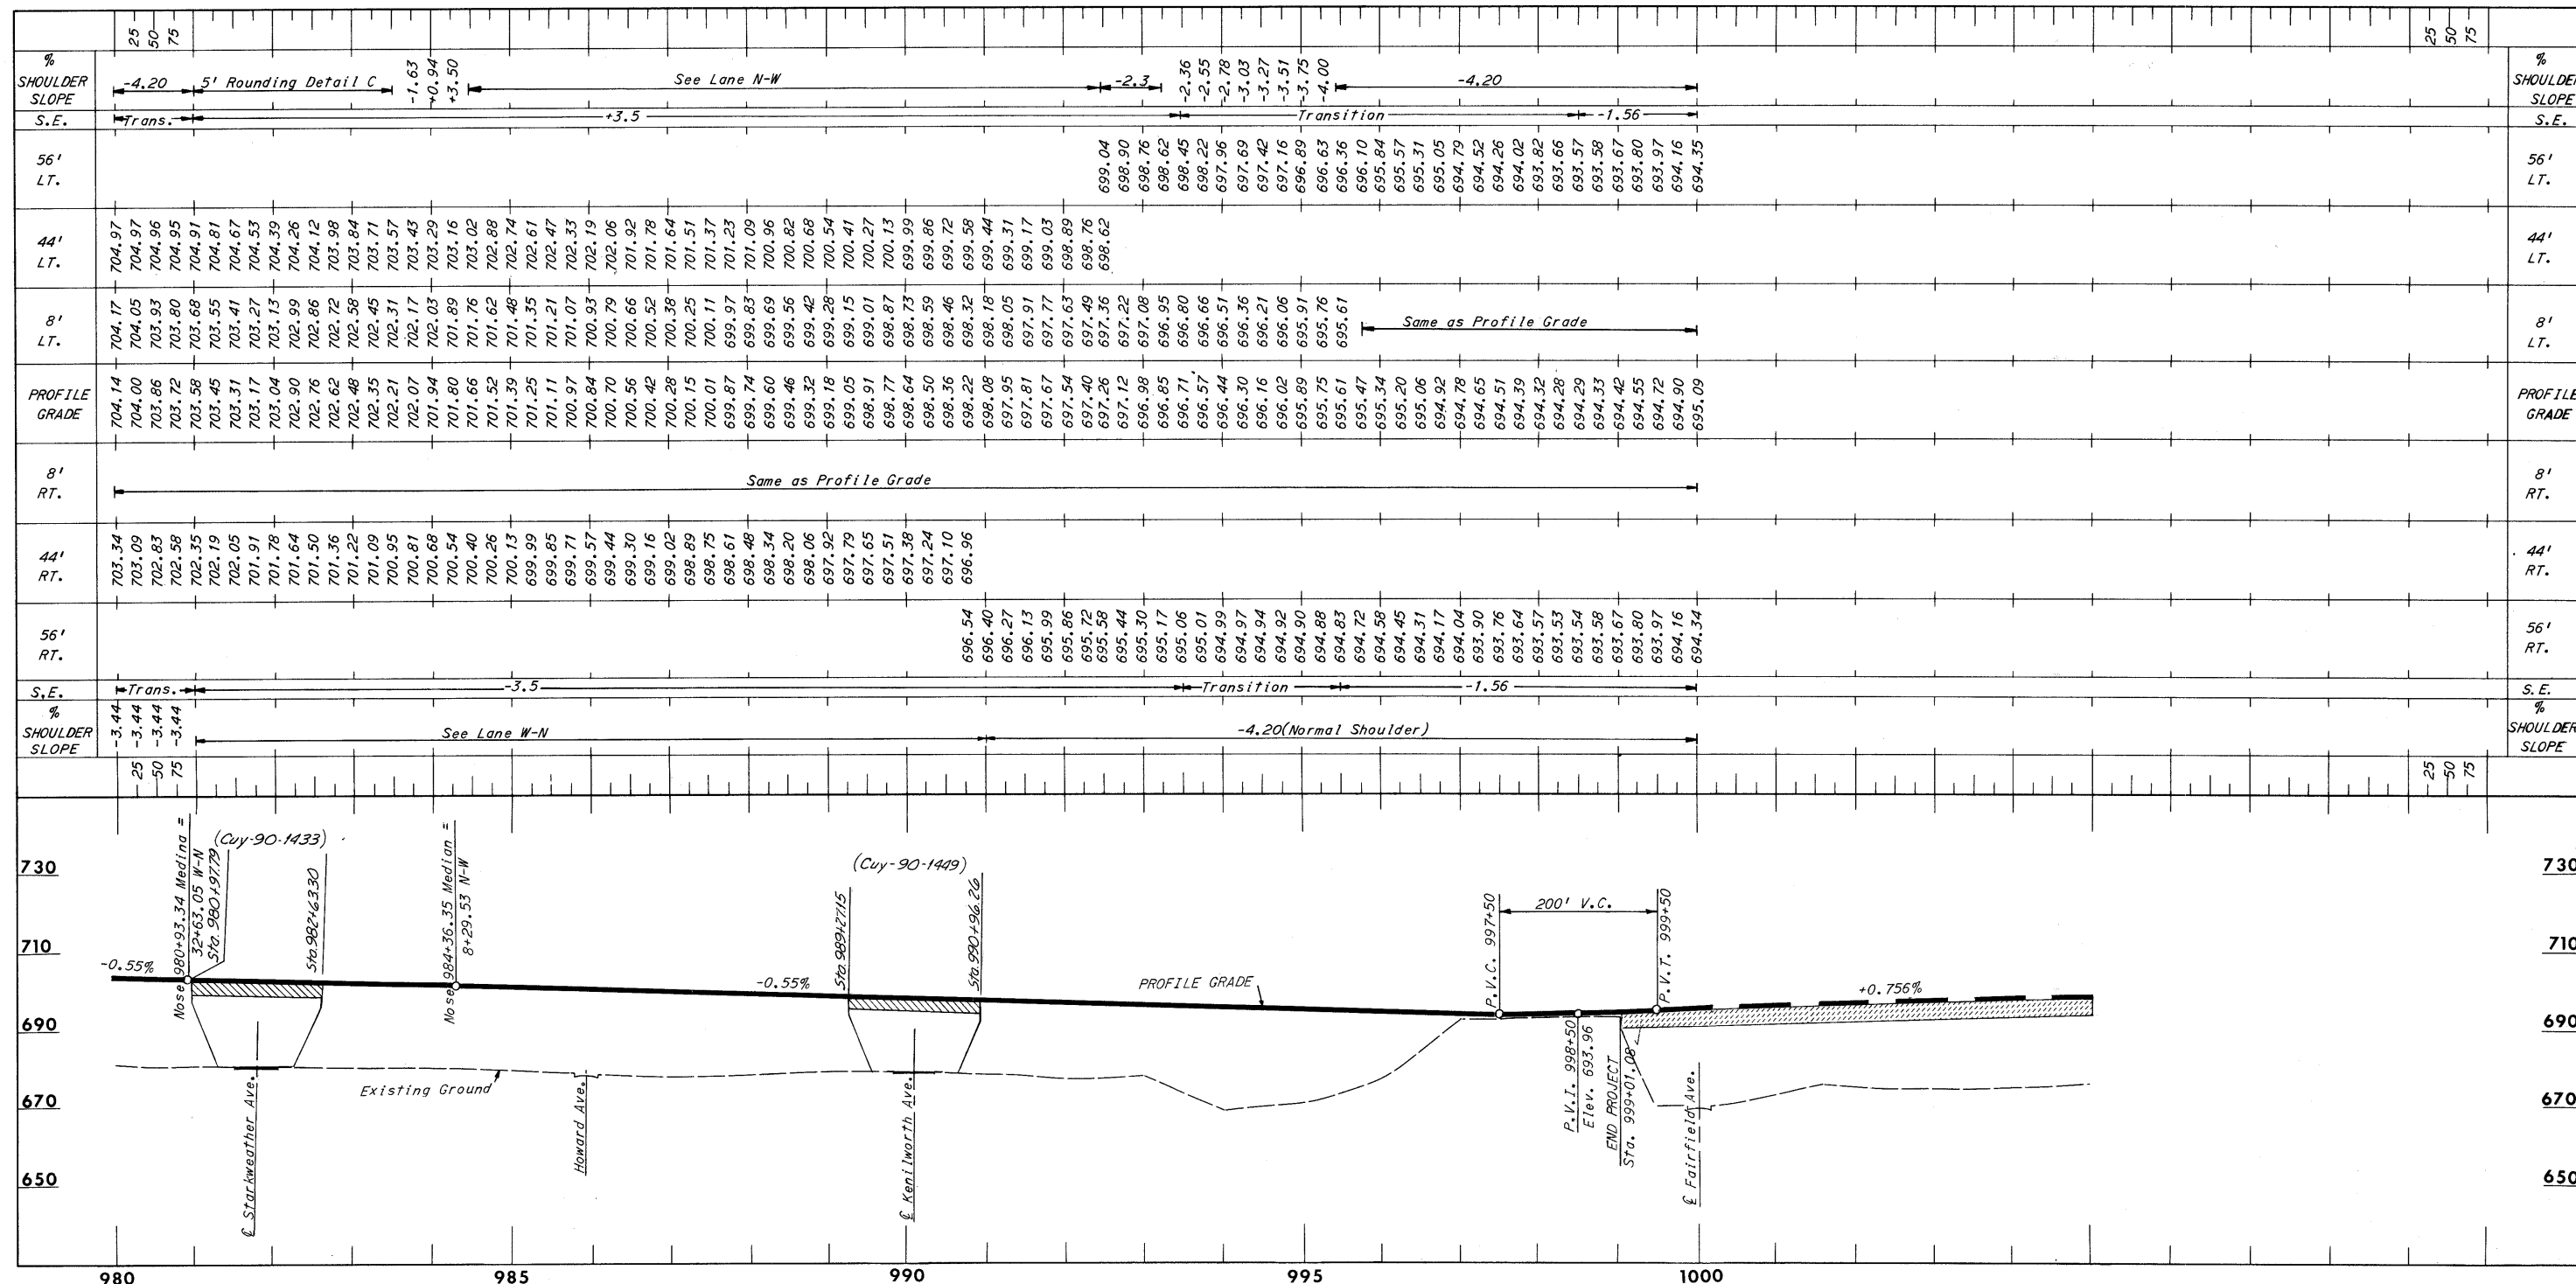 25 50 75 25 50 75
% SHOULDER SLOPE -4.20 5' Rounding Detail C -1.63 +0.94 +3.50 See Lane N-W -2.3 -2.36 -2.55 -2.78 -3.03 -3.27 -3.51 -3.75 -4.00 -4.20 % SHOULDER SLOPE
S.E. Trans. +3.5 Transition -1.56 S.E.
56' LT. 699.04 698.90 698.76 698.62 698.45 698.22 697.96 697.69 697.42 697.16 696.89 696.63 696.36 696.10 695.84 695.57 695.31 695.05 694.79 694.52 694.26 694.02 693.82 693.66 693.57 693.58 693.67 693.80 693.97 694.16 694.35 56' LT.
44' LT. 704.97 704.97 704.96 704.95 704.91 704.81 704.67 704.53 704.39 704.26 704.12 703.98 703.84 703.71 703.57 703.43 703.29 703.16 703.02 702.88 702.74 702.61 702.47 702.33 702.19 702.06 701.92 701.78 701.64 701.51 701.37 701.23 701.09 700.96 700.82 700.68 700.54 700.41 700.27 700.13 699.99 699.86 699.72 699.58 699.44 699.31 699.17 699.03 698.89 698.76 698.62 44' LT.
8' LT. 704.17 704.05 703.93 703.80 703.68 703.55 703.41 703.27 703.13 702.99 702.86 702.72 702.58 702.45 702.31 702.17 702.03 701.89 701.76 701.62 701.48 701.35 701.21 701.07 700.93 700.79 700.66 700.52 700.38 700.25 700.11 699.97 699.83 699.69 699.56 699.42 699.28 699.15 699.01 698.87 698.73 698.59 698.46 698.32 698.18 698.05 697.91 697.77 697.63 697.49 697.36 697.22 697.08 696.95 696.80 696.66 696.51 696.36 696.21 696.06 695.91 695.76 695.61 Same as Profile Grade 8' LT.
PROFILE GRADE 704.14 704.00 703.86 703.72 703.58 703.45 703.31 703.17 703.04 702.90 702.76 702.62 702.48 702.35 702.21 702.07 701.94 701.80 701.66 701.52 701.39 701.25 701.11 700.97 700.84 700.70 700.56 700.42 700.28 700.15 700.01 699.87 699.74 699.60 699.46 699.32 699.18 699.05 698.91 698.77 698.64 698.50 698.36 698.22 698.08 697.95 697.81 697.67 697.54 697.40 697.26 697.12 696.98 696.85 696.71 696.57 696.44 696.30 696.16 696.02 695.89 695.75 695.61 695.47 695.34 695.20 695.06 694.92 694.78 694.65 694.51 694.39 694.32 694.28 694.29 694.33 694.42 694.55 694.72 694.90 695.09 PROFILE GRADE
8' RT. Same as Profile Grade 8' RT.
44' RT. 703.34 703.09 702.83 702.58 702.35 702.19 702.05 701.91 701.78 701.64 701.50 701.36 701.22 701.09 700.95 700.81 700.68 700.54 700.40 700.26 700.13 699.99 699.85 699.71 699.57 699.44 699.30 699.16 699.02 698.89 698.75 698.61 698.48 698.34 698.20 698.06 697.92 697.79 697.65 697.51 697.38 697.24 697.10 696.96 44' RT.
56' RT. 696.54 696.40 696.27 696.13 695.99 695.86 695.72 695.58 695.44 695.30 695.17 695.06 695.01 694.99 694.97 694.94 694.92 694.90 694.88 694.83 694.72 694.58 694.45 694.31 694.17 694.04 693.90 693.76 693.64 693.57 693.53 693.54 693.58 693.67 693.80 693.97 694.16 694.34 56' RT.
S.E. Trans. -3.5 Transition -1.56 S.E.
% SHOULDER SLOPE -3.44 -3.44 -3.44 -3.44 See Lane W-N -4.20(Normal Shoulder) % SHOULDER SLOPE
25 50 75 25 50 75
Nose 980+93.34 Medina =
32+63.05 W-N
Sta. 980+97.79
(Cuy-90-1433)
Sta. 982+63.30
Nose 984+36.35 Median =
8+29.53 N-W
(Cuy-90-1449)
Sta. 989+27.15
Sta. 990+96.26
P.V.C. 997+50
200' V.C.
P.V.T. 999+50
730 730
710 710
-0.55%
-0.55%
PROFILE GRADE
+0.756%
690 690
P.V.I. 998+50
Elev. 693.96
END PROJECT
Sta. 999+01.08
Existing Ground
670 670
℄ Starkweather Ave.
Howard Ave.
℄ Kenilworth Ave.
℄ Fairfield Ave.
650 650
980 985 990 995 1000